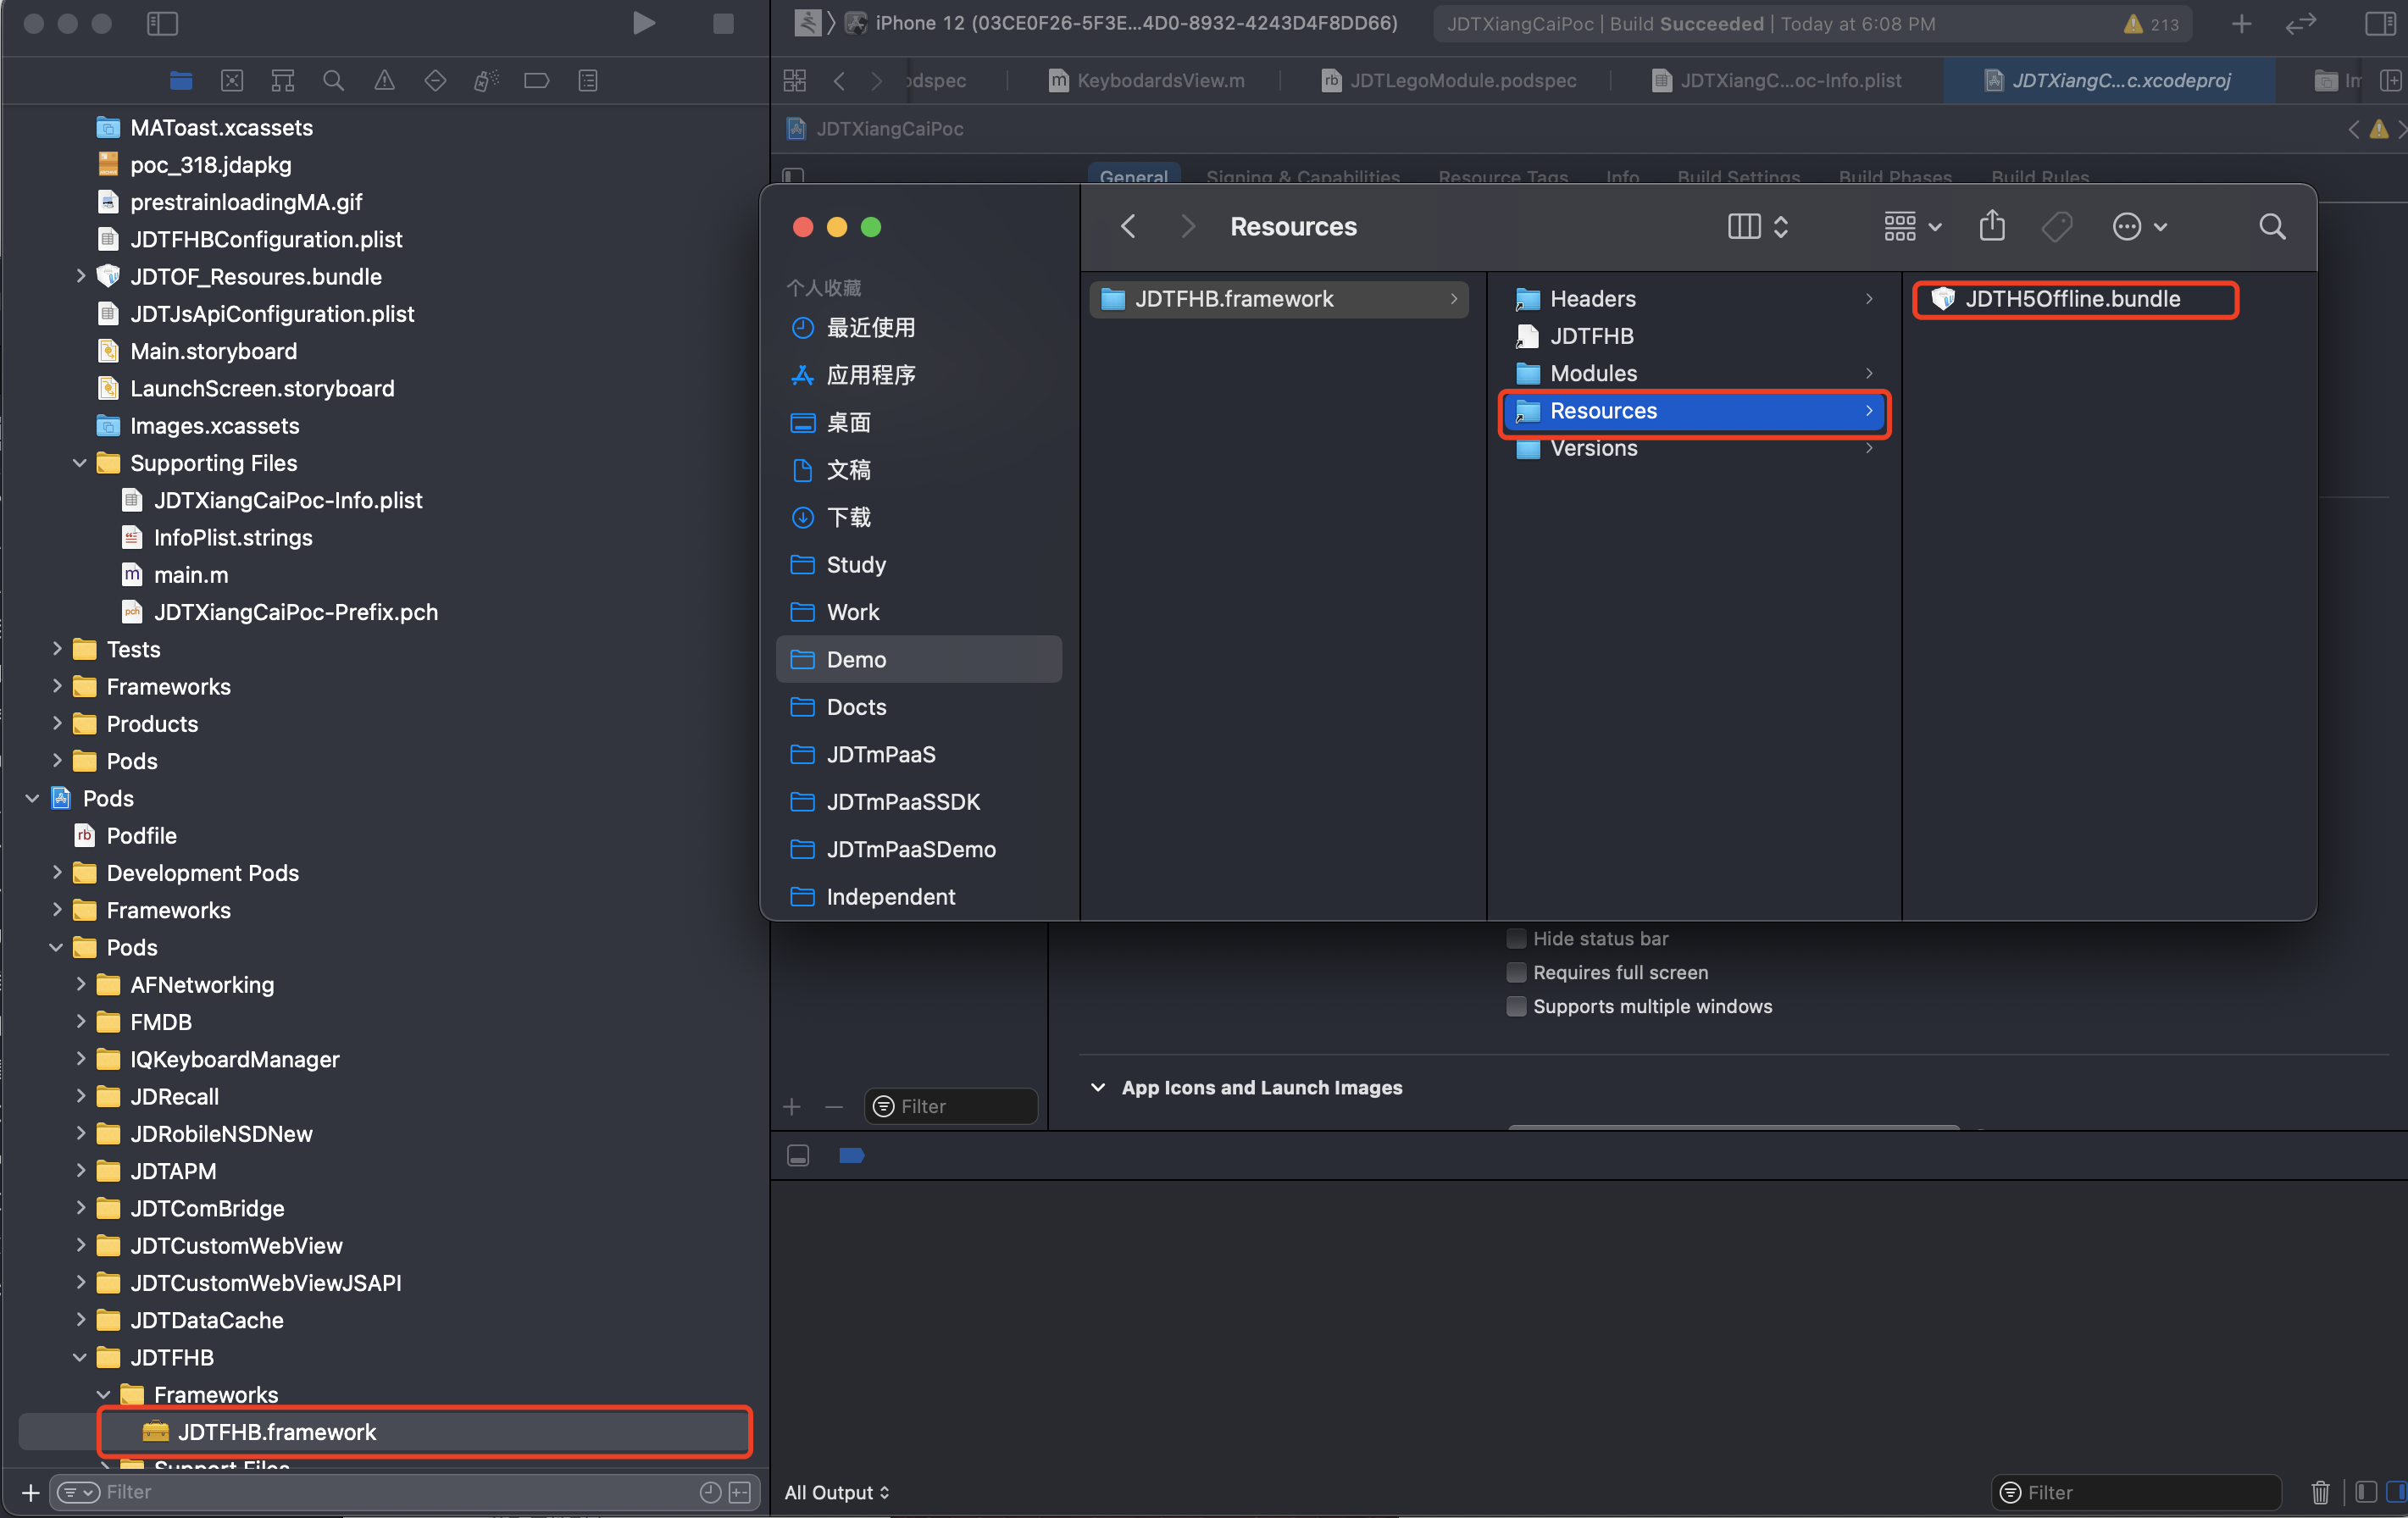 iPhone 12 (03CE0F26-5F3E...4D0-8932-4243D4F8DD66)
JDTXiangCaiPoc | Build Succeeded | Today at 6:08 PM
213
odspec
KeybodardsView.m
JDTLegoModule.podspec
JDTXiangC...oc-Info.plist
JDTXiangC...c.xcodeproj
JDTXiangCaiPoc
General
Signing & Capabilities
Resource Tags
Info
Build Settings
Build Phases
Build Rules
MAToast.xcassets
poc_318.jdapkg
prestrainloadingMA.gif
JDTFHBConfiguration.plist
JDTOF_Resoures.bundle
JDTJsApiConfiguration.plist
Main.storyboard
LaunchScreen.storyboard
Images.xcassets
Supporting Files
JDTXiangCaiPoc-Info.plist
InfoPlist.strings
main.m
JDTXiangCaiPoc-Prefix.pch
Tests
Frameworks
Products
Pods
Pods
Podfile
Development Pods
Frameworks
Pods
AFNetworking
FMDB
IQKeyboardManager
JDRecall
JDRobileNSDNew
JDTAPM
JDTComBridge
JDTCustomWebView
JDTCustomWebViewJSAPI
JDTDataCache
JDTFHB
Frameworks
JDTFHB.framework
Support Files
Filter
Resources
个人收藏
最近使用
应用程序
桌面
文稿
下载
Study
Work
Demo
Docts
JDTmPaaS
JDTmPaaSSDK
JDTmPaaSDemo
Independent
JDTFHB.framework
Headers
JDTFHB
Modules
Resources
Versions
JDTH5Offline.bundle
Hide status bar
Requires full screen
Supports multiple windows
App Icons and Launch Images
Filter
All Output
Filter